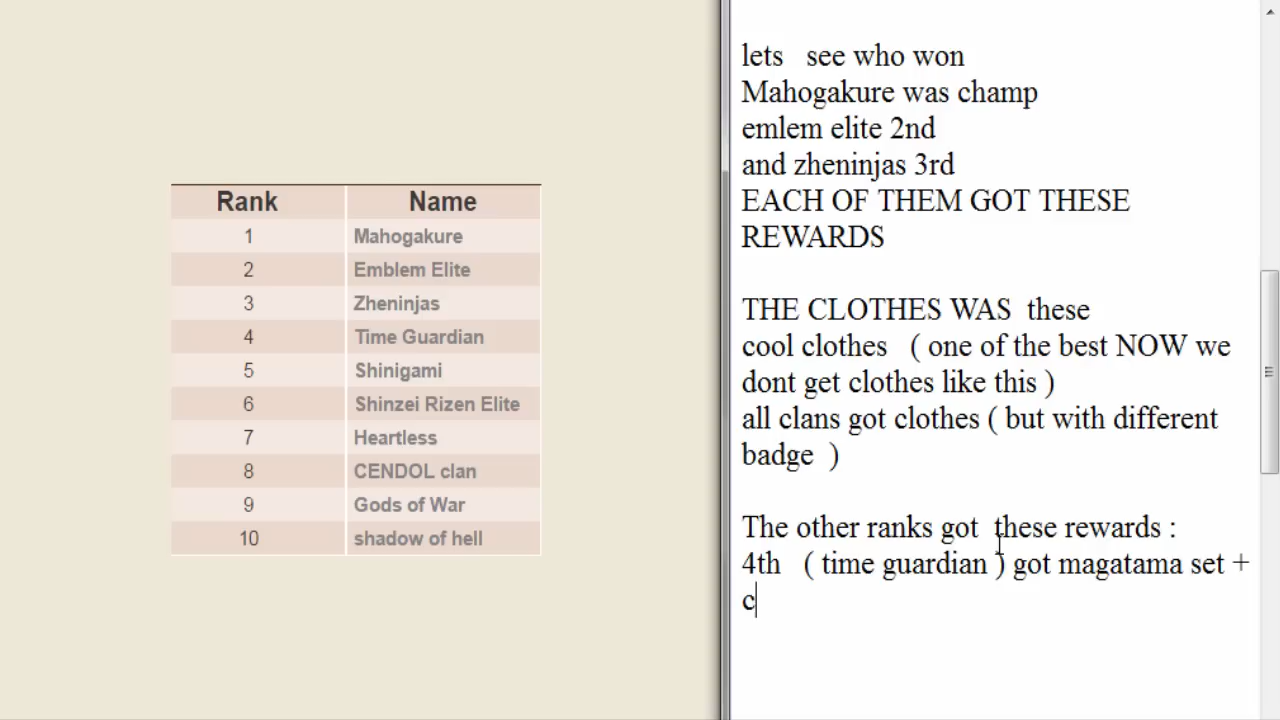 Rank Name
1 Mahogakure
2 Emblem Elite
3 Zheninjas
4 Time Guardian
5 Shinigami
6 Shinzei Rizen Elite
7 Heartless
8 CENDOL clan
9 Gods of War
10 shadow of hell
lets see who won
Mahogakure was champ
emlem elite 2nd
and zheninjas 3rd
EACH OF THEM GOT THESE
REWARDS
THE CLOTHES WAS these
cool clothes ( one of the best NOW we
dont get clothes like this )
all clans got clothes ( but with different
badge )
The other ranks got these rewards :
4th ( time guardian ) got magatama set +
c